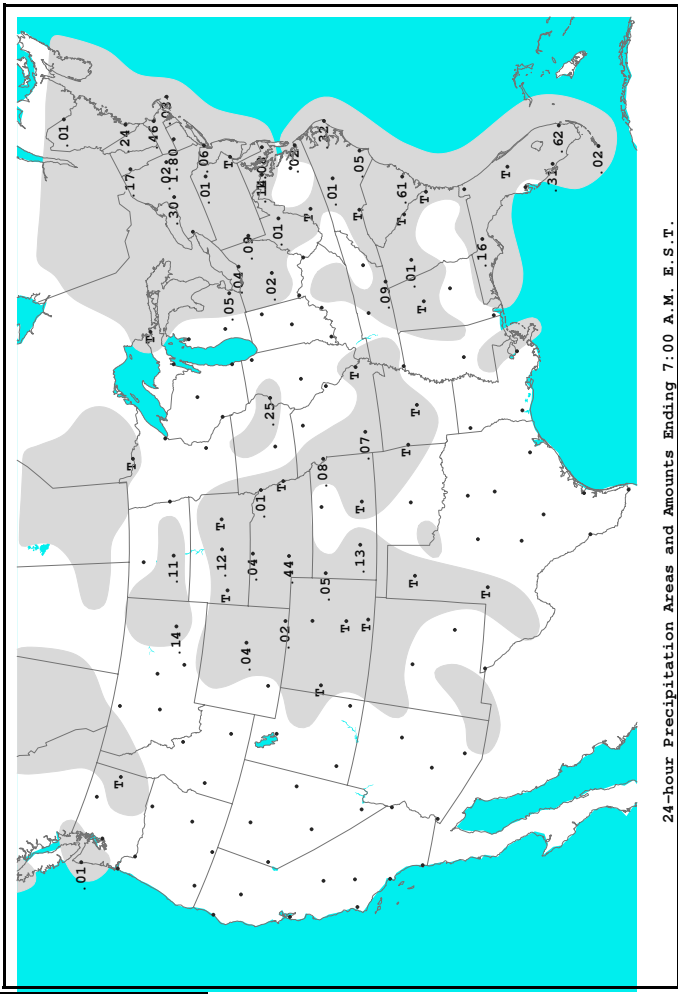 .01
.01
T
.24
.17
T
T
.46
.02
.03
1.80
.11
.30
.14
.06
.01
T
.12
T
T
.05
.04
.04
.09
.04
.01
.08
.25
.02
.01
T
.02
.44
.02
T
T
.08
.05
.01
T
T
T
.05
.13
T
.07
T
.09
.61
T
T
.01
T
T
T
T
.16
T
T
.31
.62
.02
24-hour Precipitation Areas and Amounts Ending 7:00 A.M. E.S.T.